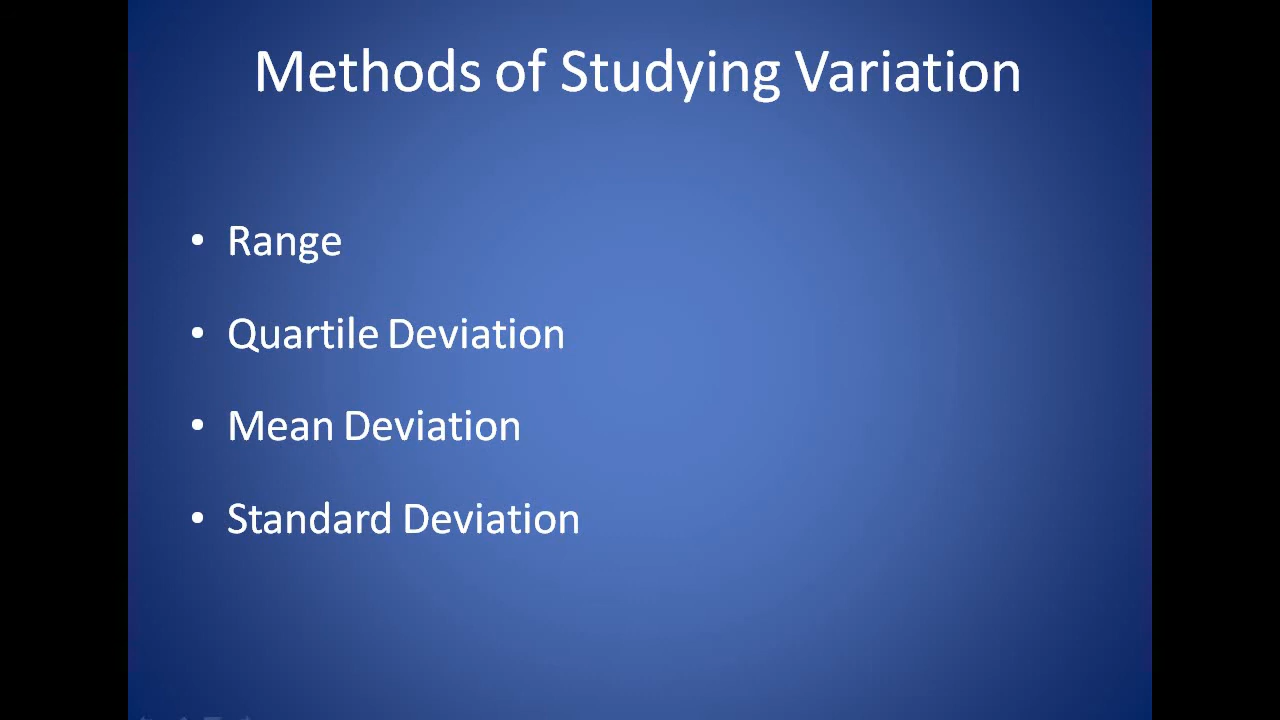 Methods of Studying Variation
• Range
• Quartile Deviation
• Mean Deviation
• Standard Deviation